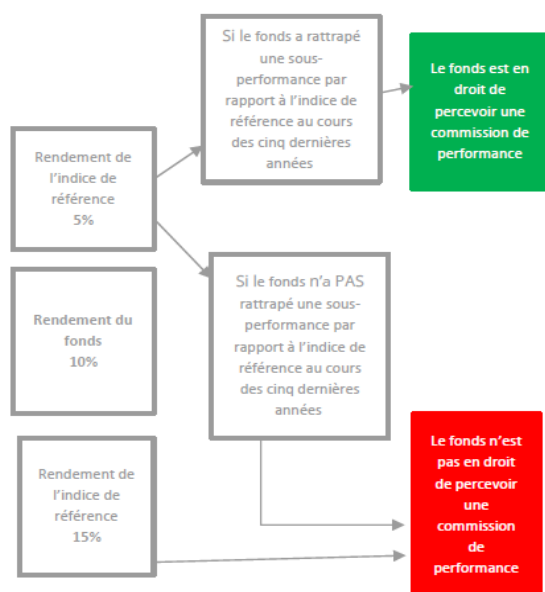 Si le fonds a rattrapé
une sous-
performance par
rapport à l'indice de
référence au cours
des cinq dernières
années
Le fonds est en
droit de
percevoir une
commission de
performance
Rendement de
l'indice de
référence
5%
Si le fonds n'a PAS
rattrapé une sous-
performance par
rapport à l'indice de
référence au cours
des cinq dernières
années
Rendement du
fonds
10%
Rendement de
l'indice de
référence
15%
Le fonds n'est
pas en droit
de percevoir
une
commission
de
performance